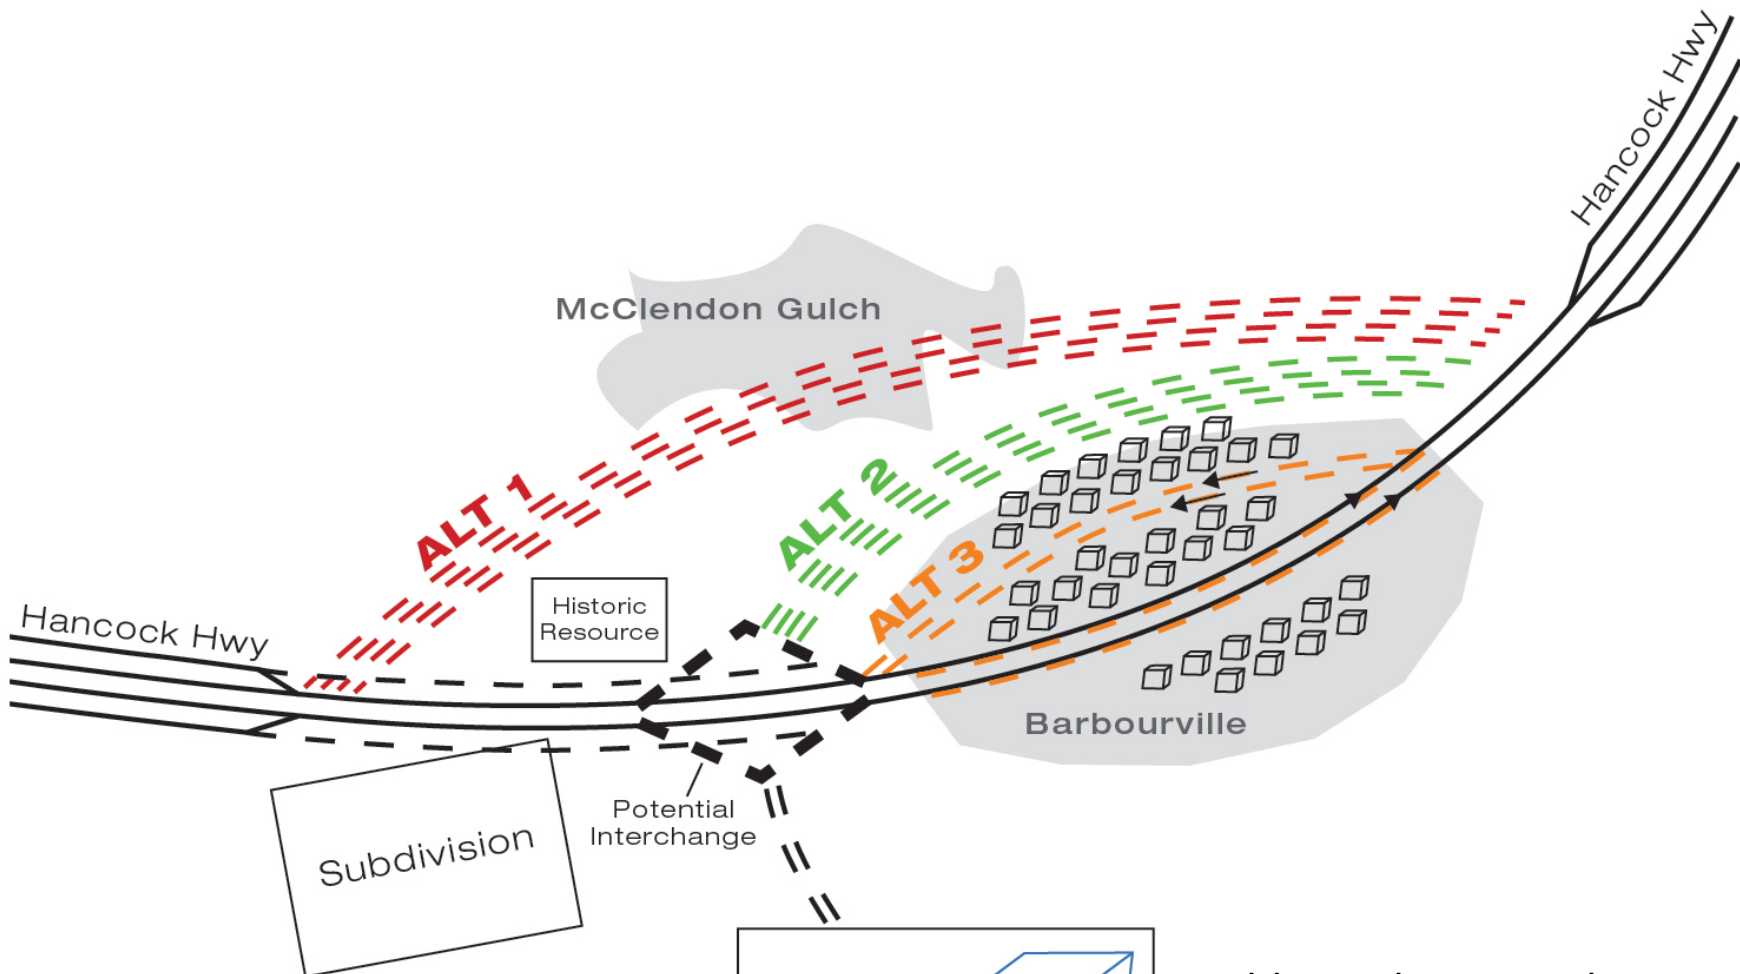 Hancock Hwy
McClendon Gulch
ALT 1
ALT 2
ALT 3
Historic
Resource
Hancock Hwy
Barbourville
Potential
Interchange
Subdivision